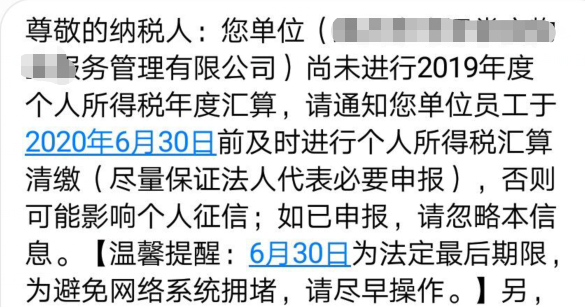 尊敬的纳税人：您单位（
服务管理有限公司）尚未进行2019年度
个人所得税年度汇算，请通知您单位员工于
2020年6月30日前及时进行个人所得税汇算
清缴（尽量保证法人代表必要申报），否则
可能影响个人征信；如已申报，请忽略本信
息。【温馨提醒：6月30日为法定最后期限，
为避免网络系统拥堵，请尽早操作。】另，